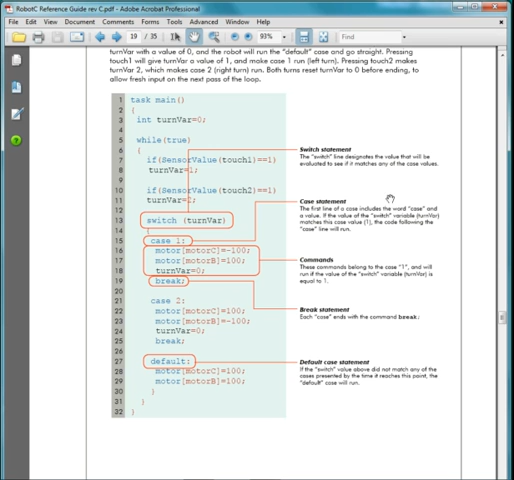 RobotC Reference Guide rev C.pdf - Adobe Acrobat Professional
File Edit View Document Comments Forms Tools Advanced Window Help
19 / 35 93% Find
turnVar with a value of 0, and the robot will run the "default" case and go straight. Pressing
touch1 will give turnVar a value of 1, and make case 1 run (left turn). Pressing touch2 makes
turnVar 2, which makes case 2 (right turn) run. Both turns reset turnVar to 0 before ending, to
allow fresh input on the next pass of the loop.
1 task main()
2 {
3 int turnVar=0;
4
5 while(true)
6 {
7 if(SensorValue(touch1)==1)
8 turnVar=1;
9
10 if(SensorValue(touch2)==1)
11 turnVar=2;
12
13 switch (turnVar)
14 {
15 case 1:
16 motor[motorC]=-100;
17 motor[motorB]=100;
18 turnVar=0;
19 break;
20
21 case 2:
22 motor[motorC]=100;
23 motor[motorB]=-100;
24 turnVar=0;
25 break;
26
27 default:
28 motor[motorC]=100;
29 motor[motorB]=100;
30 }
31 }
32 }
Switch statement
The "switch" line designates the value that will be
evaluated to see if it matches any of the case values.
Case statement
The first line of a case includes the word "case" and
a value. If the value of the "switch" variable (turnVar)
matches this case value (1), the code following the
"case" line will run.
Commands
These commands belong to the case "1", and will
run if the value of the "switch" variable (turnVar) is
equal to 1.
Break statement
Each "case" ends with the command break;
Default case statement
If the "switch" value above did not match any of the
cases presented by the time it reaches this point, the
"default" case will run.